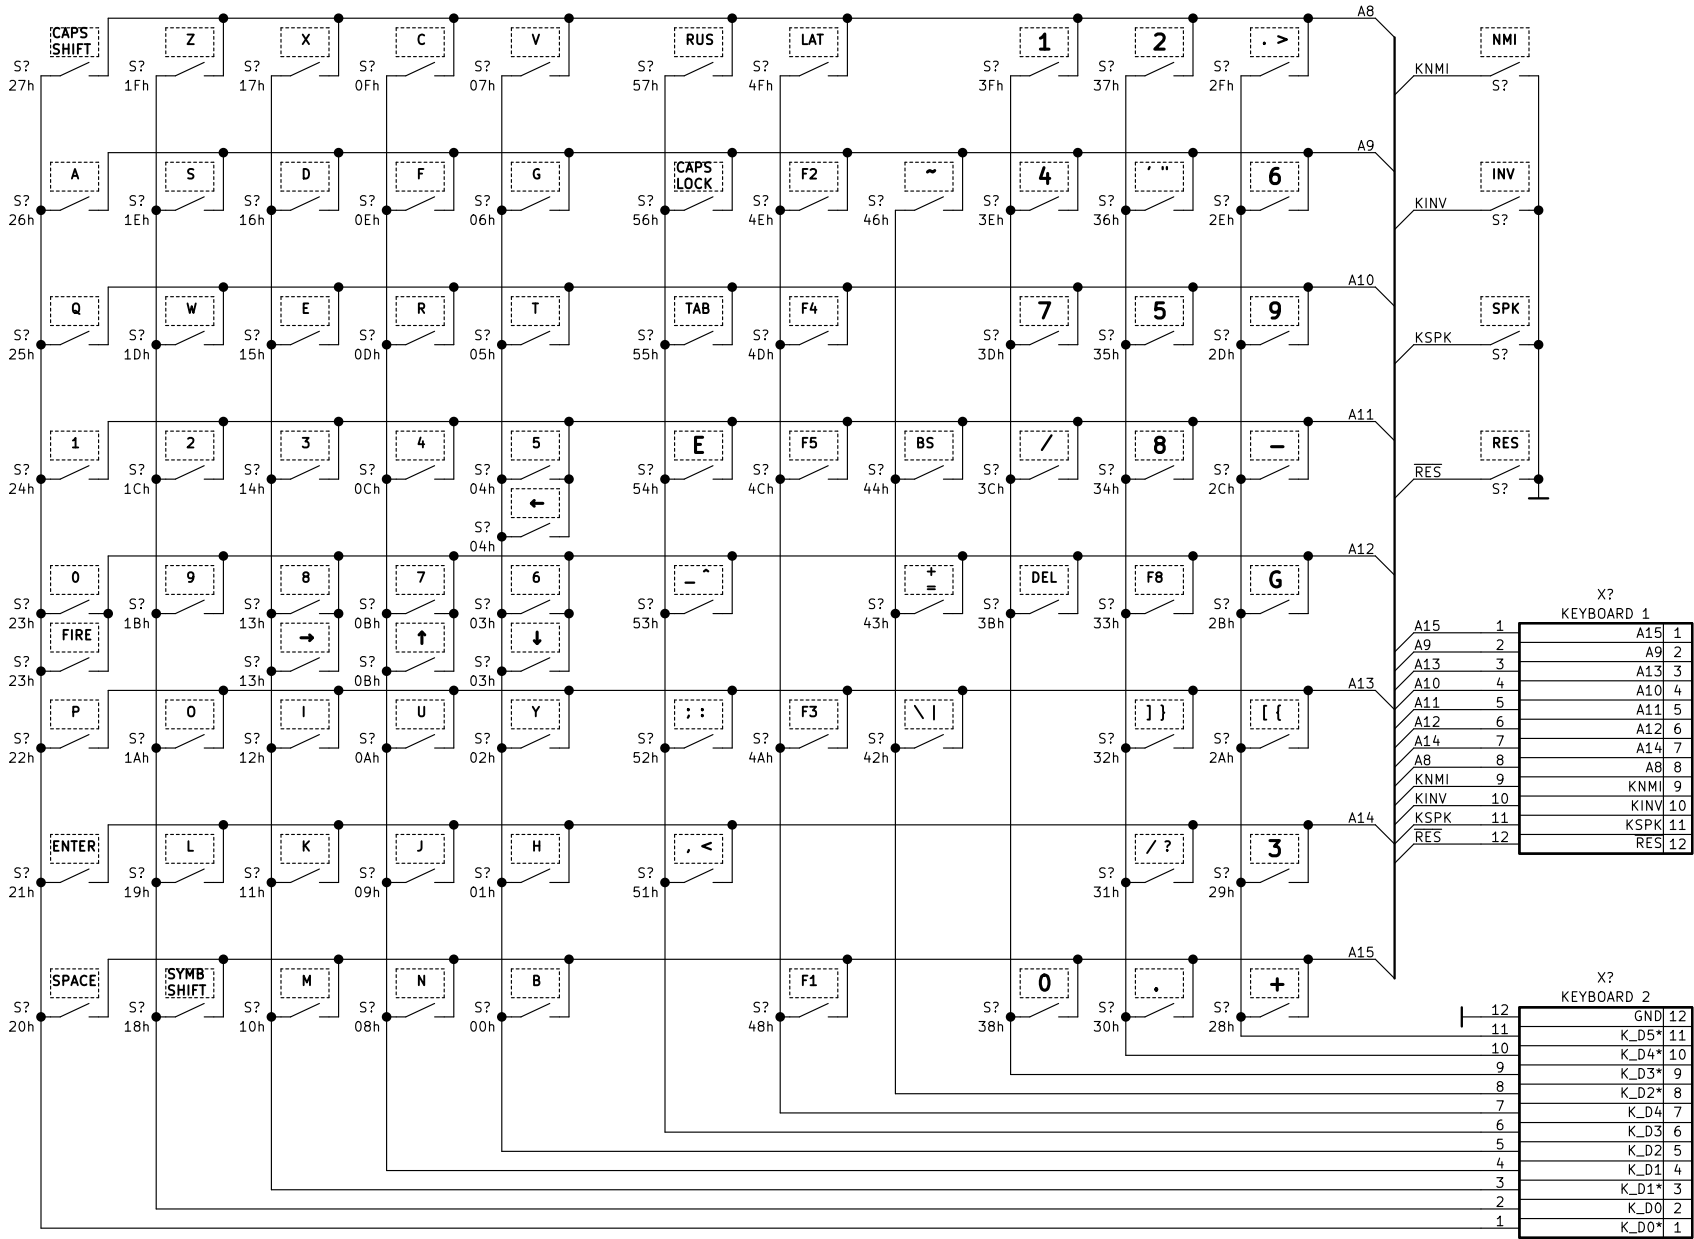 A8
CAPS Z X C V RUS LAT 1 2 . > NMI
SHIFT
S? S? S? S? S? S? S? S? S? S? KNMI S?
27h 1Fh 17h 0Fh 07h 57h 4Fh 3Fh 37h 2Fh
A9
A S D F G CAPS F2 ~ 4 ' " 6 INV
LOCK
S? S? S? S? S? S? S? S? S? S? S? KINV S?
26h 1Eh 16h 0Eh 06h 56h 4Eh 46h 3Eh 36h 2Eh
A10
Q W E R T TAB F4 7 5 9 SPK
S? S? S? S? S? S? S? S? S? S? KSPK S?
25h 1Dh 15h 0Dh 05h 55h 4Dh 3Dh 35h 2Dh
A11
1 2 3 4 5 E F5 BS / 8 - RES
S? S? S? S? S? S? S? S? S? S? S? RES S?
24h 1Ch 14h 0Ch 04h 54h 4Ch 44h 3Ch 34h 2Ch
←
S?
04h
A12
0 9 8 7 6 _ ^ + = DEL F8 G
S? S? S? S? S? S? S? S? S? S?
23h 1Bh 13h 0Bh 03h 53h 43h 3Bh 33h 2Bh
FIRE → ↑ ↓
S? S? S? S?
23h 13h 0Bh 03h
A13
P O I U Y ; : F3 \ | ] } [ {
S? S? S? S? S? S? S? S? S? S?
22h 1Ah 12h 0Ah 02h 52h 4Ah 42h 32h 2Ah
A14
ENTER L K J H , < / ? 3
S? S? S? S? S? S? S? S?
21h 19h 11h 09h 01h 51h 31h 29h
A15
SPACE SYMB M N B F1 0 . +
SHIFT
S? S? S? S? S? S? S? S? S?
20h 18h 10h 08h 00h 48h 38h 30h 28h
X?
KEYBOARD 1
A15 1 A15 1
A9 2 A9 2
A13 3 A13 3
A10 4 A10 4
A11 5 A11 5
A12 6 A12 6
A14 7 A14 7
A8 8 A8 8
KNMI 9 KNMI 9
KINV 10 KINV 10
KSPK 11 KSPK 11
RES 12 RES 12
X?
KEYBOARD 2
12 GND 12
11 K_D5* 11
10 K_D4* 10
9 K_D3* 9
8 K_D2* 8
7 K_D4 7
6 K_D3 6
5 K_D2 5
4 K_D1 4
3 K_D1* 3
2 K_D0 2
1 K_D0* 1